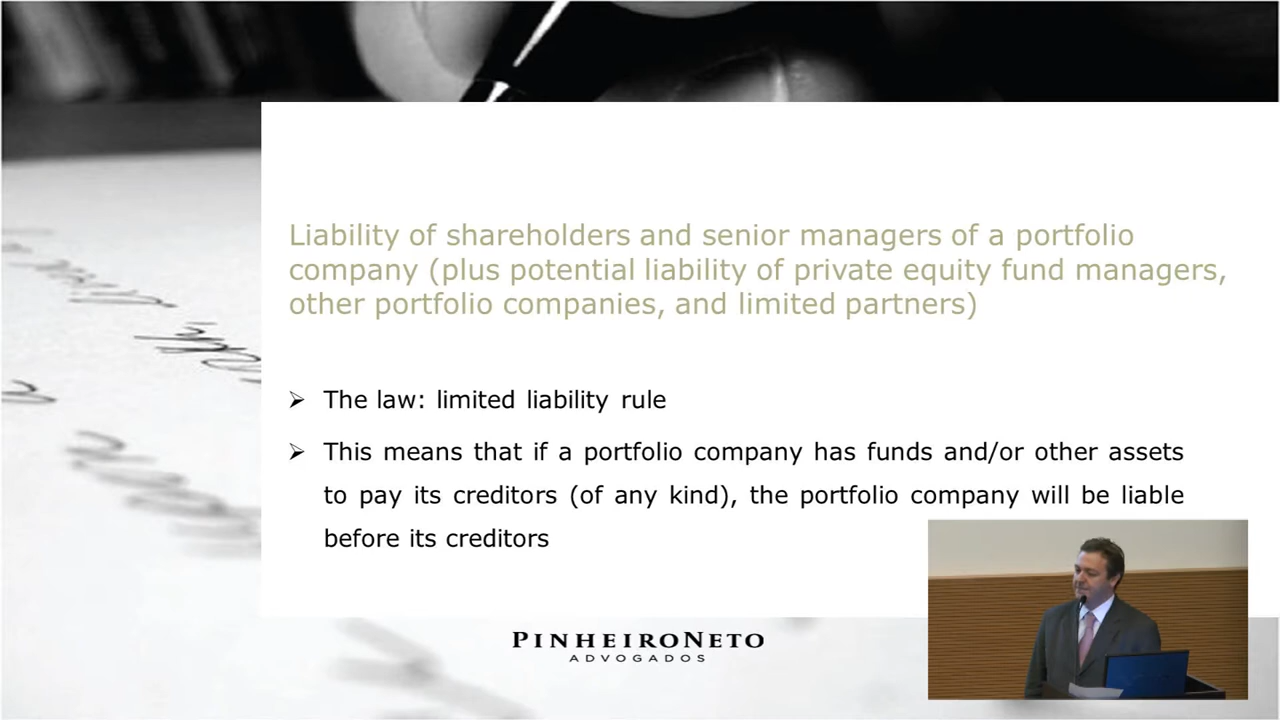 Liability of shareholders and senior managers of a portfolio
company (plus potential liability of private equity fund managers,
other portfolio companies, and limited partners)
➢ The law: limited liability rule
➢ This means that if a portfolio company has funds and/or other assets
to pay its creditors (of any kind), the portfolio company will be liable
before its creditors
PINHEIRONETO
ADVOGADOS